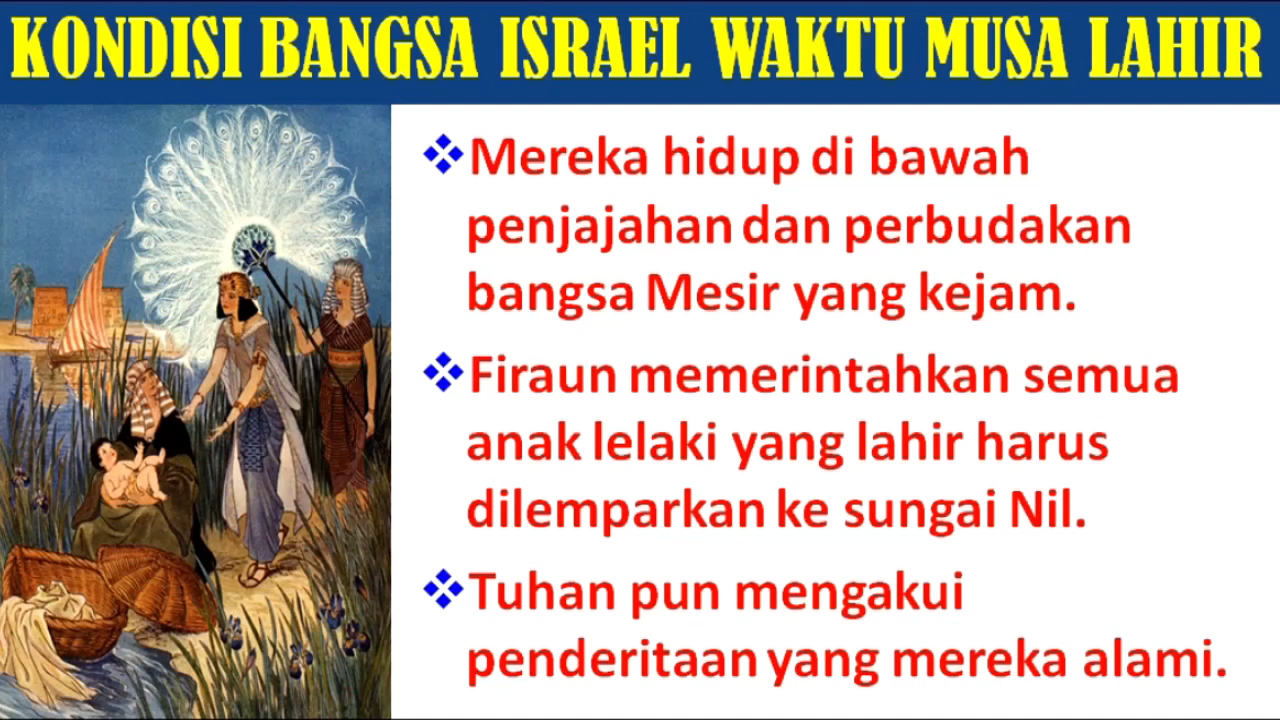 KONDISI BANGSA ISRAEL WAKTU MUSA LAHIR
❖Mereka hidup di bawah
penjajahan dan perbudakan
bangsa Mesir yang kejam.
❖Firaun memerintahkan semua
anak lelaki yang lahir harus
dilemparkan ke sungai Nil.
❖Tuhan pun mengakui
penderitaan yang mereka alami.